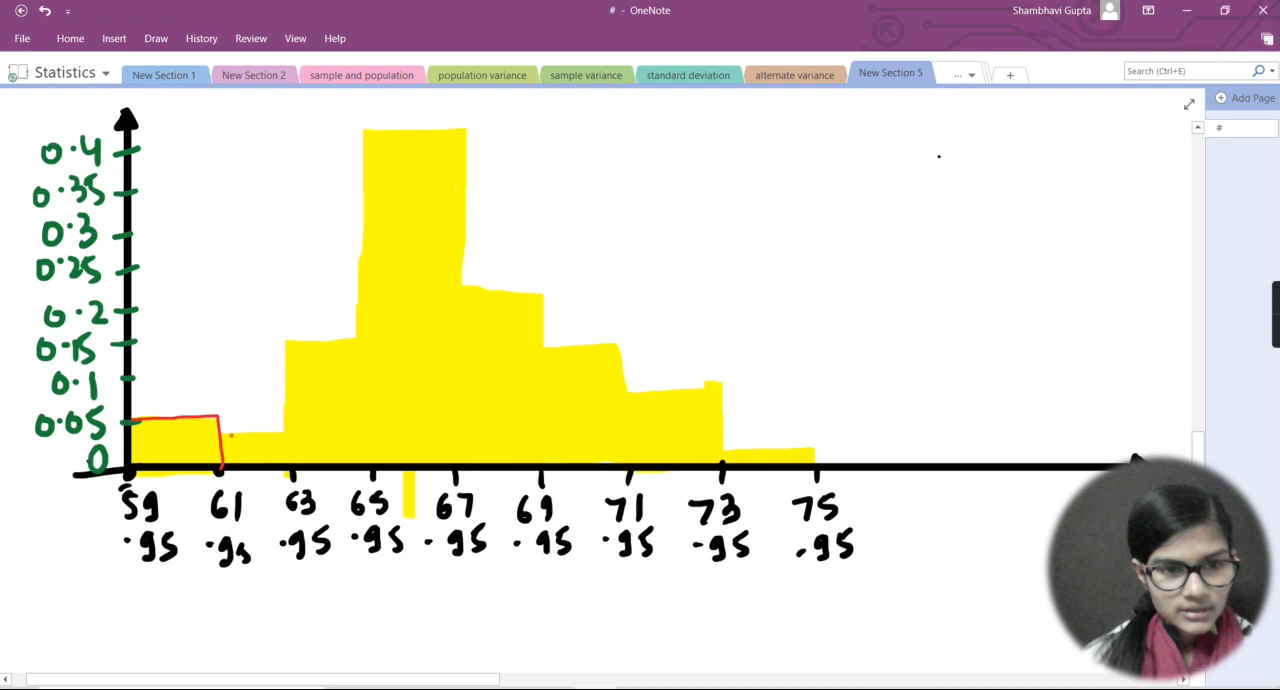 # - OneNote
Shambhavi Gupta
File Home Insert Draw History Review View Help
Statistics
New Section 1 New Section 2 sample and population population variance sample variance standard deviation alternate variance New Section 5 ... +
Search (Ctrl+E)
Add Page
#
0.4
0.35
0.3
0.25
0.2
0.15
0.1
0.05
0
59 61 63 65 67 69 71 73 75
.95 .95 .95 .95 .95 .95 .95 .95 .95